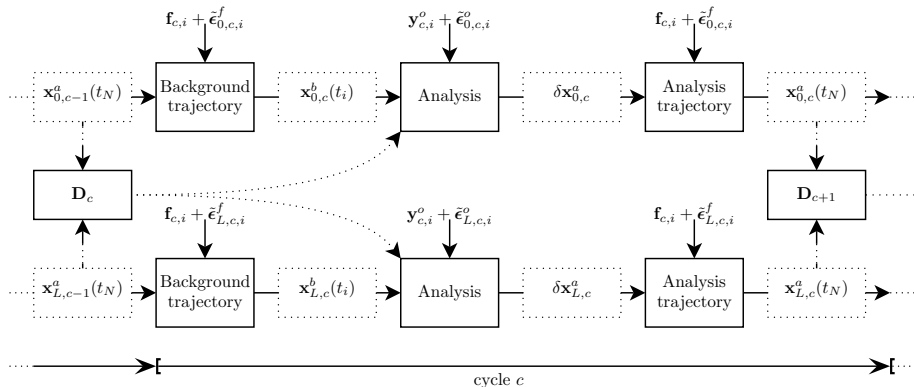 f_{c,i} + ε̃^f_{0,c,i}  y^o_{c,i} + ε̃^o_{0,c,i}  f_{c,i} + ε̃^f_{0,c,i}
x^a_{0,c−1}(t_N)  Background trajectory  x^b_{0,c}(t_i)  Analysis  δx^a_{0,c}  Analysis trajectory  x^a_{0,c}(t_N)
D_c  D_{c+1}
f_{c,i} + ε̃^f_{L,c,i}  y^o_{c,i} + ε̃^o_{L,c,i}  f_{c,i} + ε̃^f_{L,c,i}
x^a_{L,c−1}(t_N)  Background trajectory  x^b_{L,c}(t_i)  Analysis  δx^a_{L,c}  Analysis trajectory  x^a_{L,c}(t_N)
cycle c